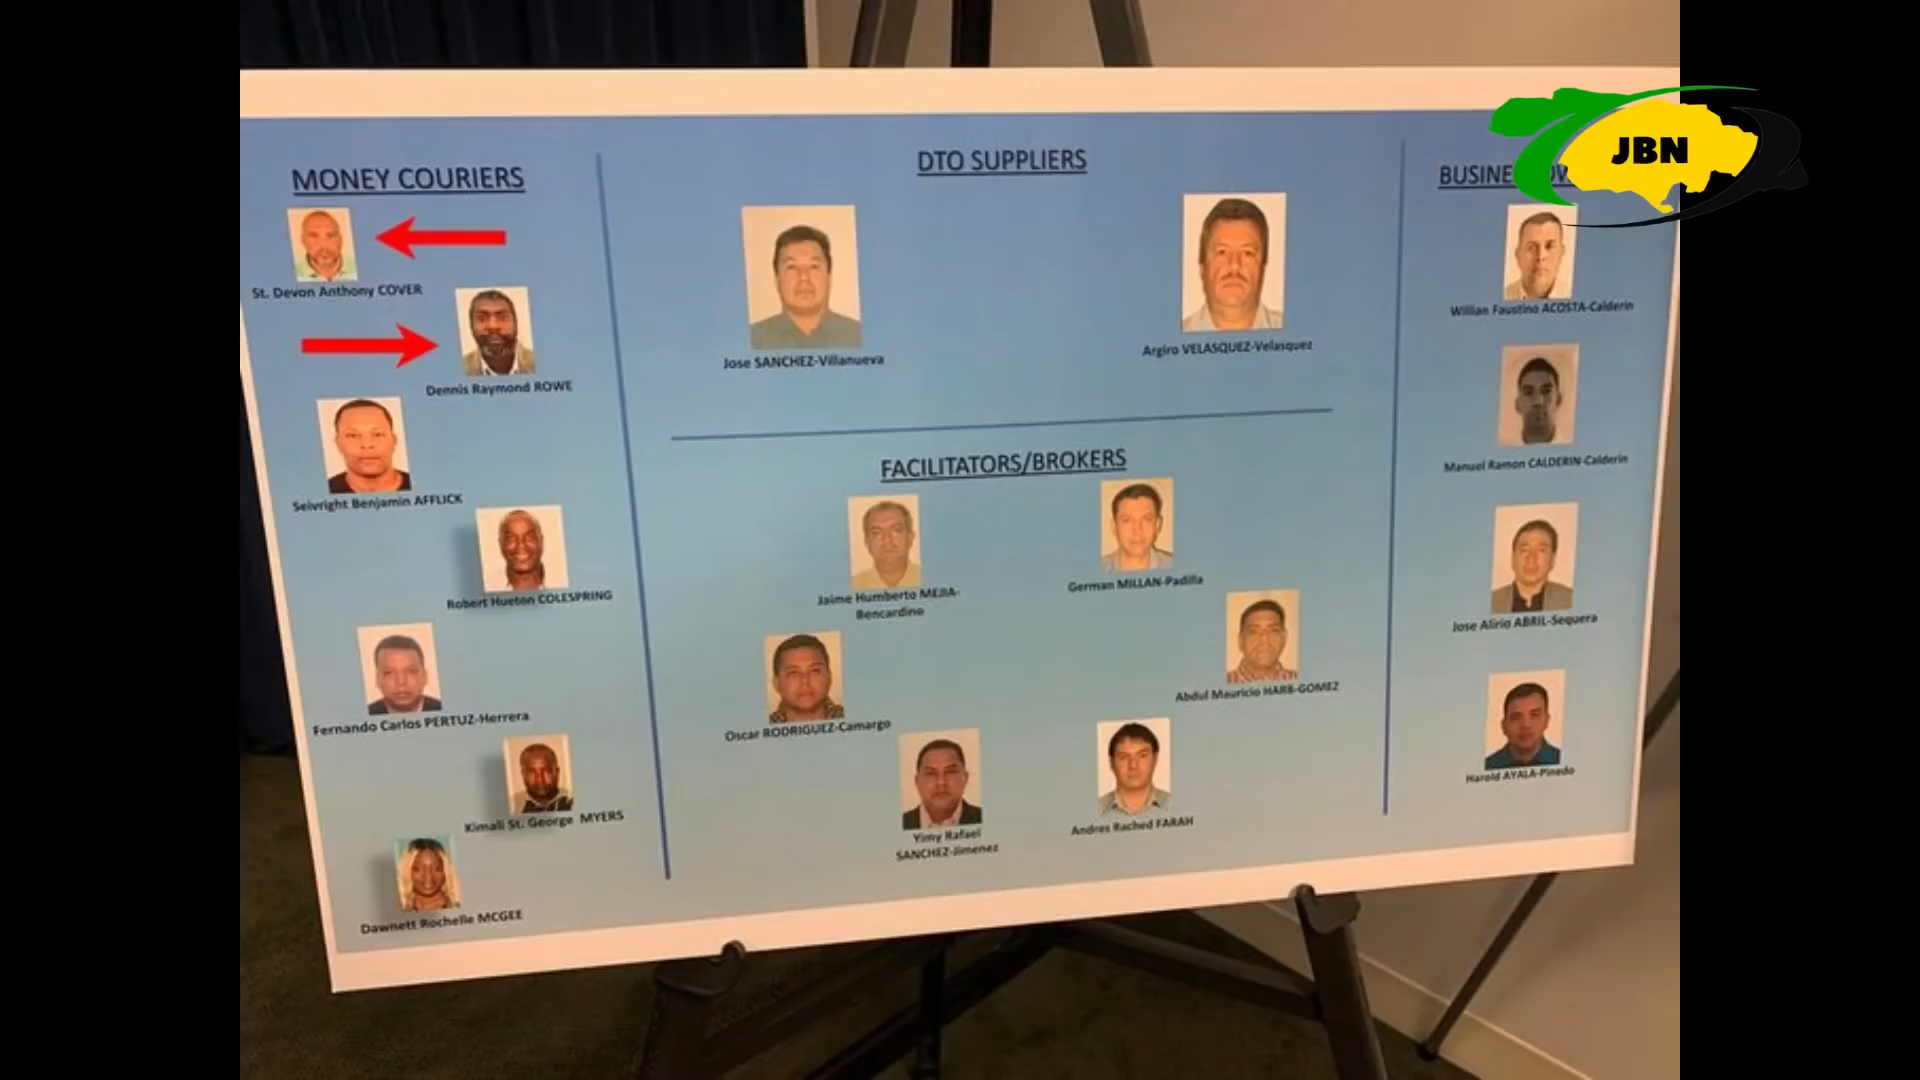 MONEY COURIERS
St. Devon Anthony COVER
Dennis Raymond ROWE
Seivright Benjamin AFFLICK
Robert Hueton COLESPRING
Fernando Carlos PERTUZ-Herrera
Kimali St. George MYERS
Dawnett Rochelle MCGEE
DTO SUPPLIERS
Jose SANCHEZ-Villanueva
Argiro VELASQUEZ-Velasquez
FACILITATORS/BROKERS
Jaime Humberto MEJIA-
Bencardino
German MILLAN-Padilla
Oscar RODRIGUEZ-Camargo
Abdul Mauricio HARB-GOMEZ
Yimy Rafael
SANCHEZ-Jimenez
Andres Rached FARAH
JBN
Willian Faustino ACOSTA-Calderin
Manuel Ramon CALDERIN-Calderin
Jose Alirio ABRIL-Sequera
Harold AYALA-Pinedo